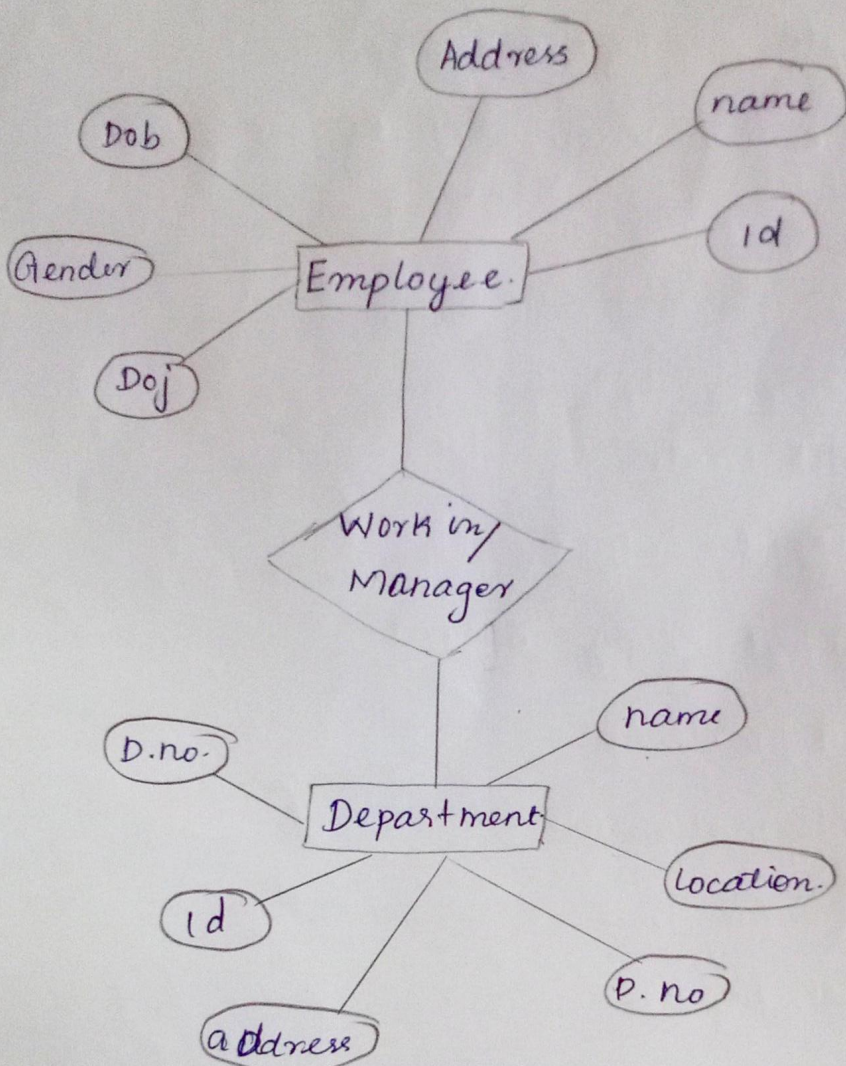 Address
name
Dob
Id
Gender
Employee.
Doj
Work in/
Manager
name
D.no.
Department
Location.
Id
P. no
address